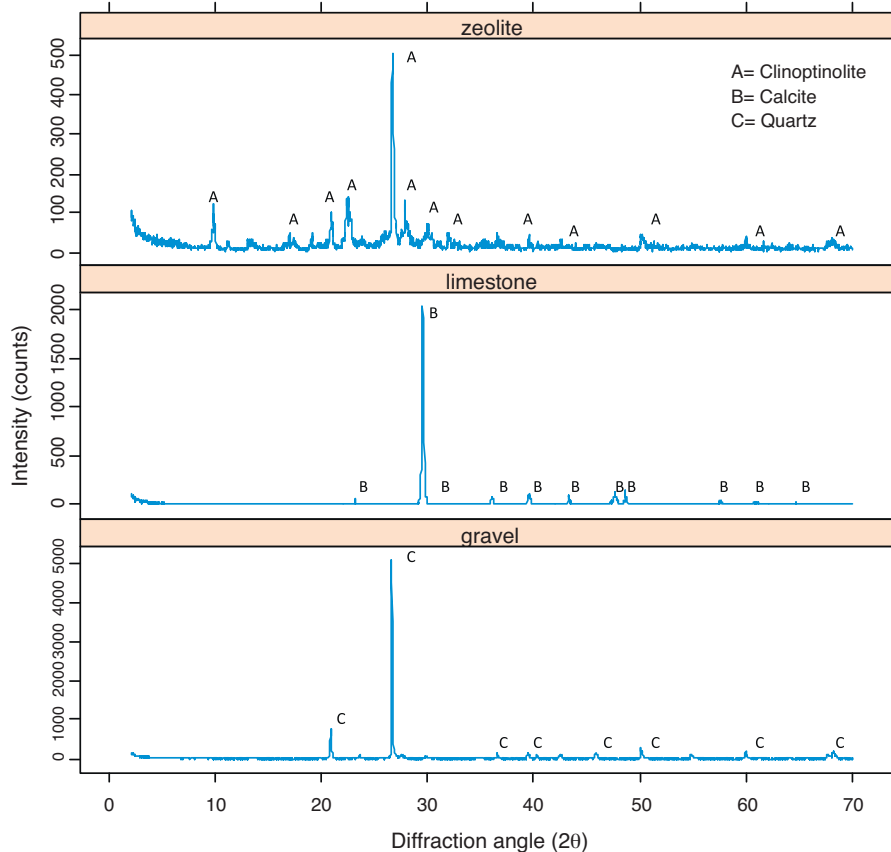 zeolite
A
A= Clinoptinolite
B= Calcite
C= Quartz
A A A A A A A A A A A A
0 100 200 300 400 500
limestone
B
B B B B B B B B B B B
0 500 1000 1500 2000
gravel
C
C C C C C C C C
0 1000 2000 3000 4000 5000
Intensity (counts)
0 10 20 30 40 50 60 70
Diffraction angle (2θ)